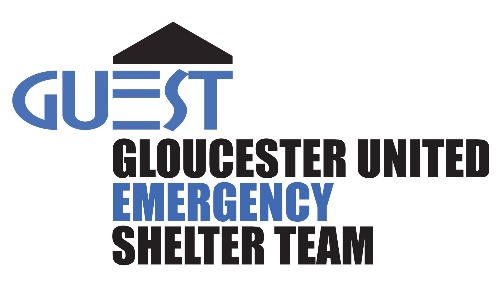 GUEST
GLOUCESTER UNITED
EMERGENCY
SHELTER TEAM